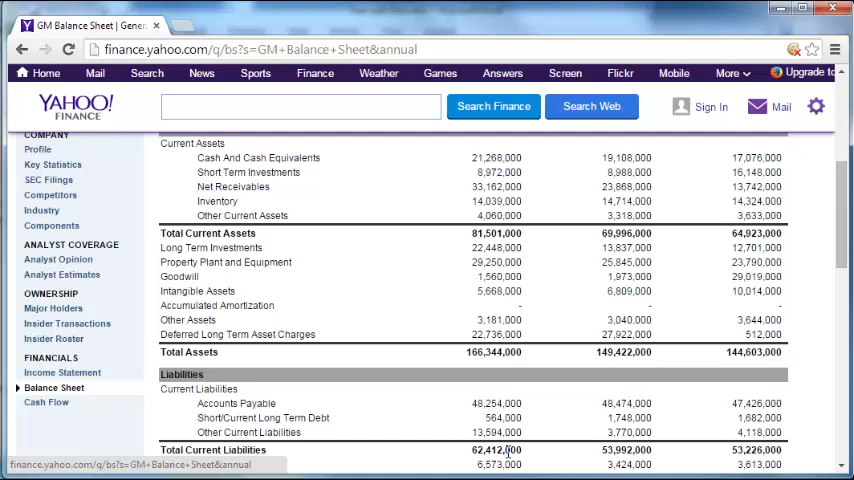 GM Balance Sheet | Genera
finance.yahoo.com/q/bs?s=GM+Balance+Sheet&annual
Home Mail Search News Sports Finance Weather Games Answers Screen Flickr Mobile More Upgrade to
YAHOO!
FINANCE
Search Finance Search Web Sign In Mail
COMPANY
Profile
Key Statistics
SEC Filings
Competitors
Industry
Components
ANALYST COVERAGE
Analyst Opinion
Analyst Estimates
OWNERSHIP
Major Holders
Insider Transactions
Insider Roster
FINANCIALS
Income Statement
Balance Sheet
Cash Flow
Current Assets
Cash And Cash Equivalents 21,268,000 19,108,000 17,076,000
Short Term Investments 8,972,000 8,988,000 16,148,000
Net Receivables 33,162,000 23,868,000 13,742,000
Inventory 14,039,000 14,714,000 14,324,000
Other Current Assets 4,060,000 3,318,000 3,633,000
Total Current Assets 81,501,000 69,996,000 64,923,000
Long Term Investments 22,448,000 13,837,000 12,701,000
Property Plant and Equipment 29,250,000 25,845,000 23,790,000
Goodwill 1,560,000 1,973,000 29,019,000
Intangible Assets 5,668,000 6,809,000 10,014,000
Accumulated Amortization - - -
Other Assets 3,181,000 3,040,000 3,644,000
Deferred Long Term Asset Charges 22,736,000 27,922,000 512,000
Total Assets 166,344,000 149,422,000 144,603,000
Liabilities
Current Liabilities
Accounts Payable 48,254,000 48,474,000 47,426,000
Short/Current Long Term Debt 564,000 1,748,000 1,682,000
Other Current Liabilities 13,594,000 3,770,000 4,118,000
Total Current Liabilities 62,412,000 53,992,000 53,226,000
6,573,000 3,424,000 3,613,000
finance.yahoo.com/q/bs?s=GM+Balance+Sheet&annual